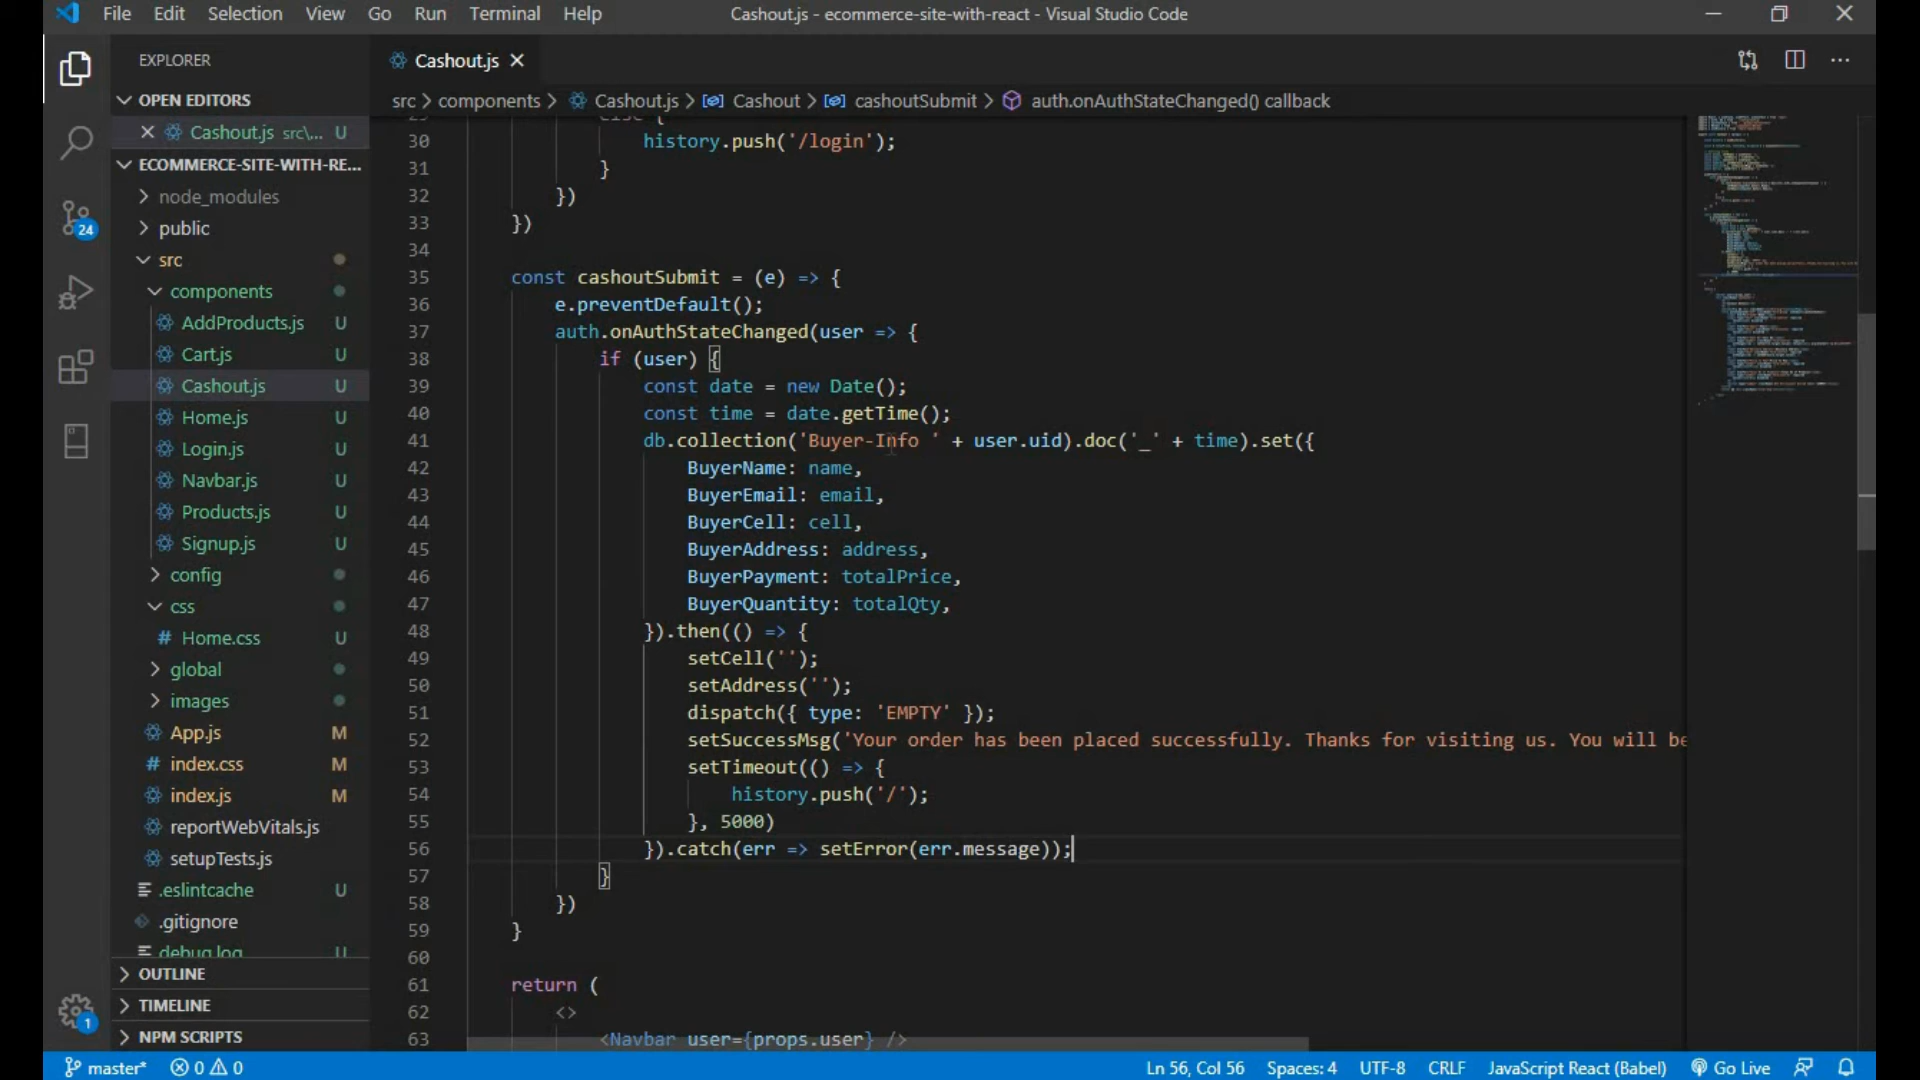 File Edit Selection View Go Run Terminal Help
Cashout.js - ecommerce-site-with-react - Visual Studio Code
EXPLORER
OPEN EDITORS
Cashout.js src\... U
ECOMMERCE-SITE-WITH-RE...
node_modules
public
src
components
AddProducts.js U
Cart.js U
Cashout.js U
Home.js U
Login.js U
Navbar.js U
Products.js U
Signup.js U
config
css
# Home.css U
global
images
App.js M
# index.css M
index.js M
reportWebVitals.js
setupTests.js
.eslintcache U
.gitignore
debug.log U
OUTLINE
TIMELINE
NPM SCRIPTS
24
1
Cashout.js
src > components > Cashout.js > Cashout > cashoutSubmit > auth.onAuthStateChanged() callback
29 else {
30 history.push('/login');
31 }
32 })
33 })
34
35 const cashoutSubmit = (e) => {
36 e.preventDefault();
37 auth.onAuthStateChanged(user => {
38 if (user) {
39 const date = new Date();
40 const time = date.getTime();
41 db.collection('Buyer-Info ' + user.uid).doc('_' + time).set({
42 BuyerName: name,
43 BuyerEmail: email,
44 BuyerCell: cell,
45 BuyerAddress: address,
46 BuyerPayment: totalPrice,
47 BuyerQuantity: totalQty,
48 }).then(() => {
49 setCell('');
50 setAddress('');
51 dispatch({ type: 'EMPTY' });
52 setSuccessMsg('Your order has been placed successfully. Thanks for visiting us. You will be
53 setTimeout(() => {
54 history.push('/');
55 }, 5000)
56 }).catch(err => setError(err.message));
57 }
58 })
59 }
60
61 return (
62 <>
63 <Navbar user={props.user} />
master* 0 0
Ln 56, Col 56 Spaces: 4 UTF-8 CRLF JavaScript React (Babel) Go Live